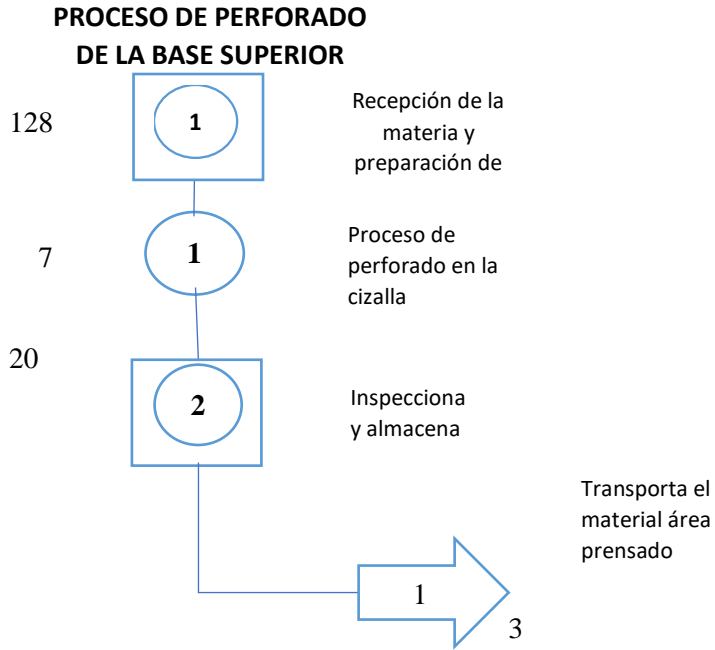 PROCESO DE PERFORADO
DE LA BASE SUPERIOR
128
1
Recepción de la
materia y
preparación de
7
1
Proceso de
perforado en la
cizalla
20
2
Inspecciona
y almacena
Transporta el
material área
prensado
1
3